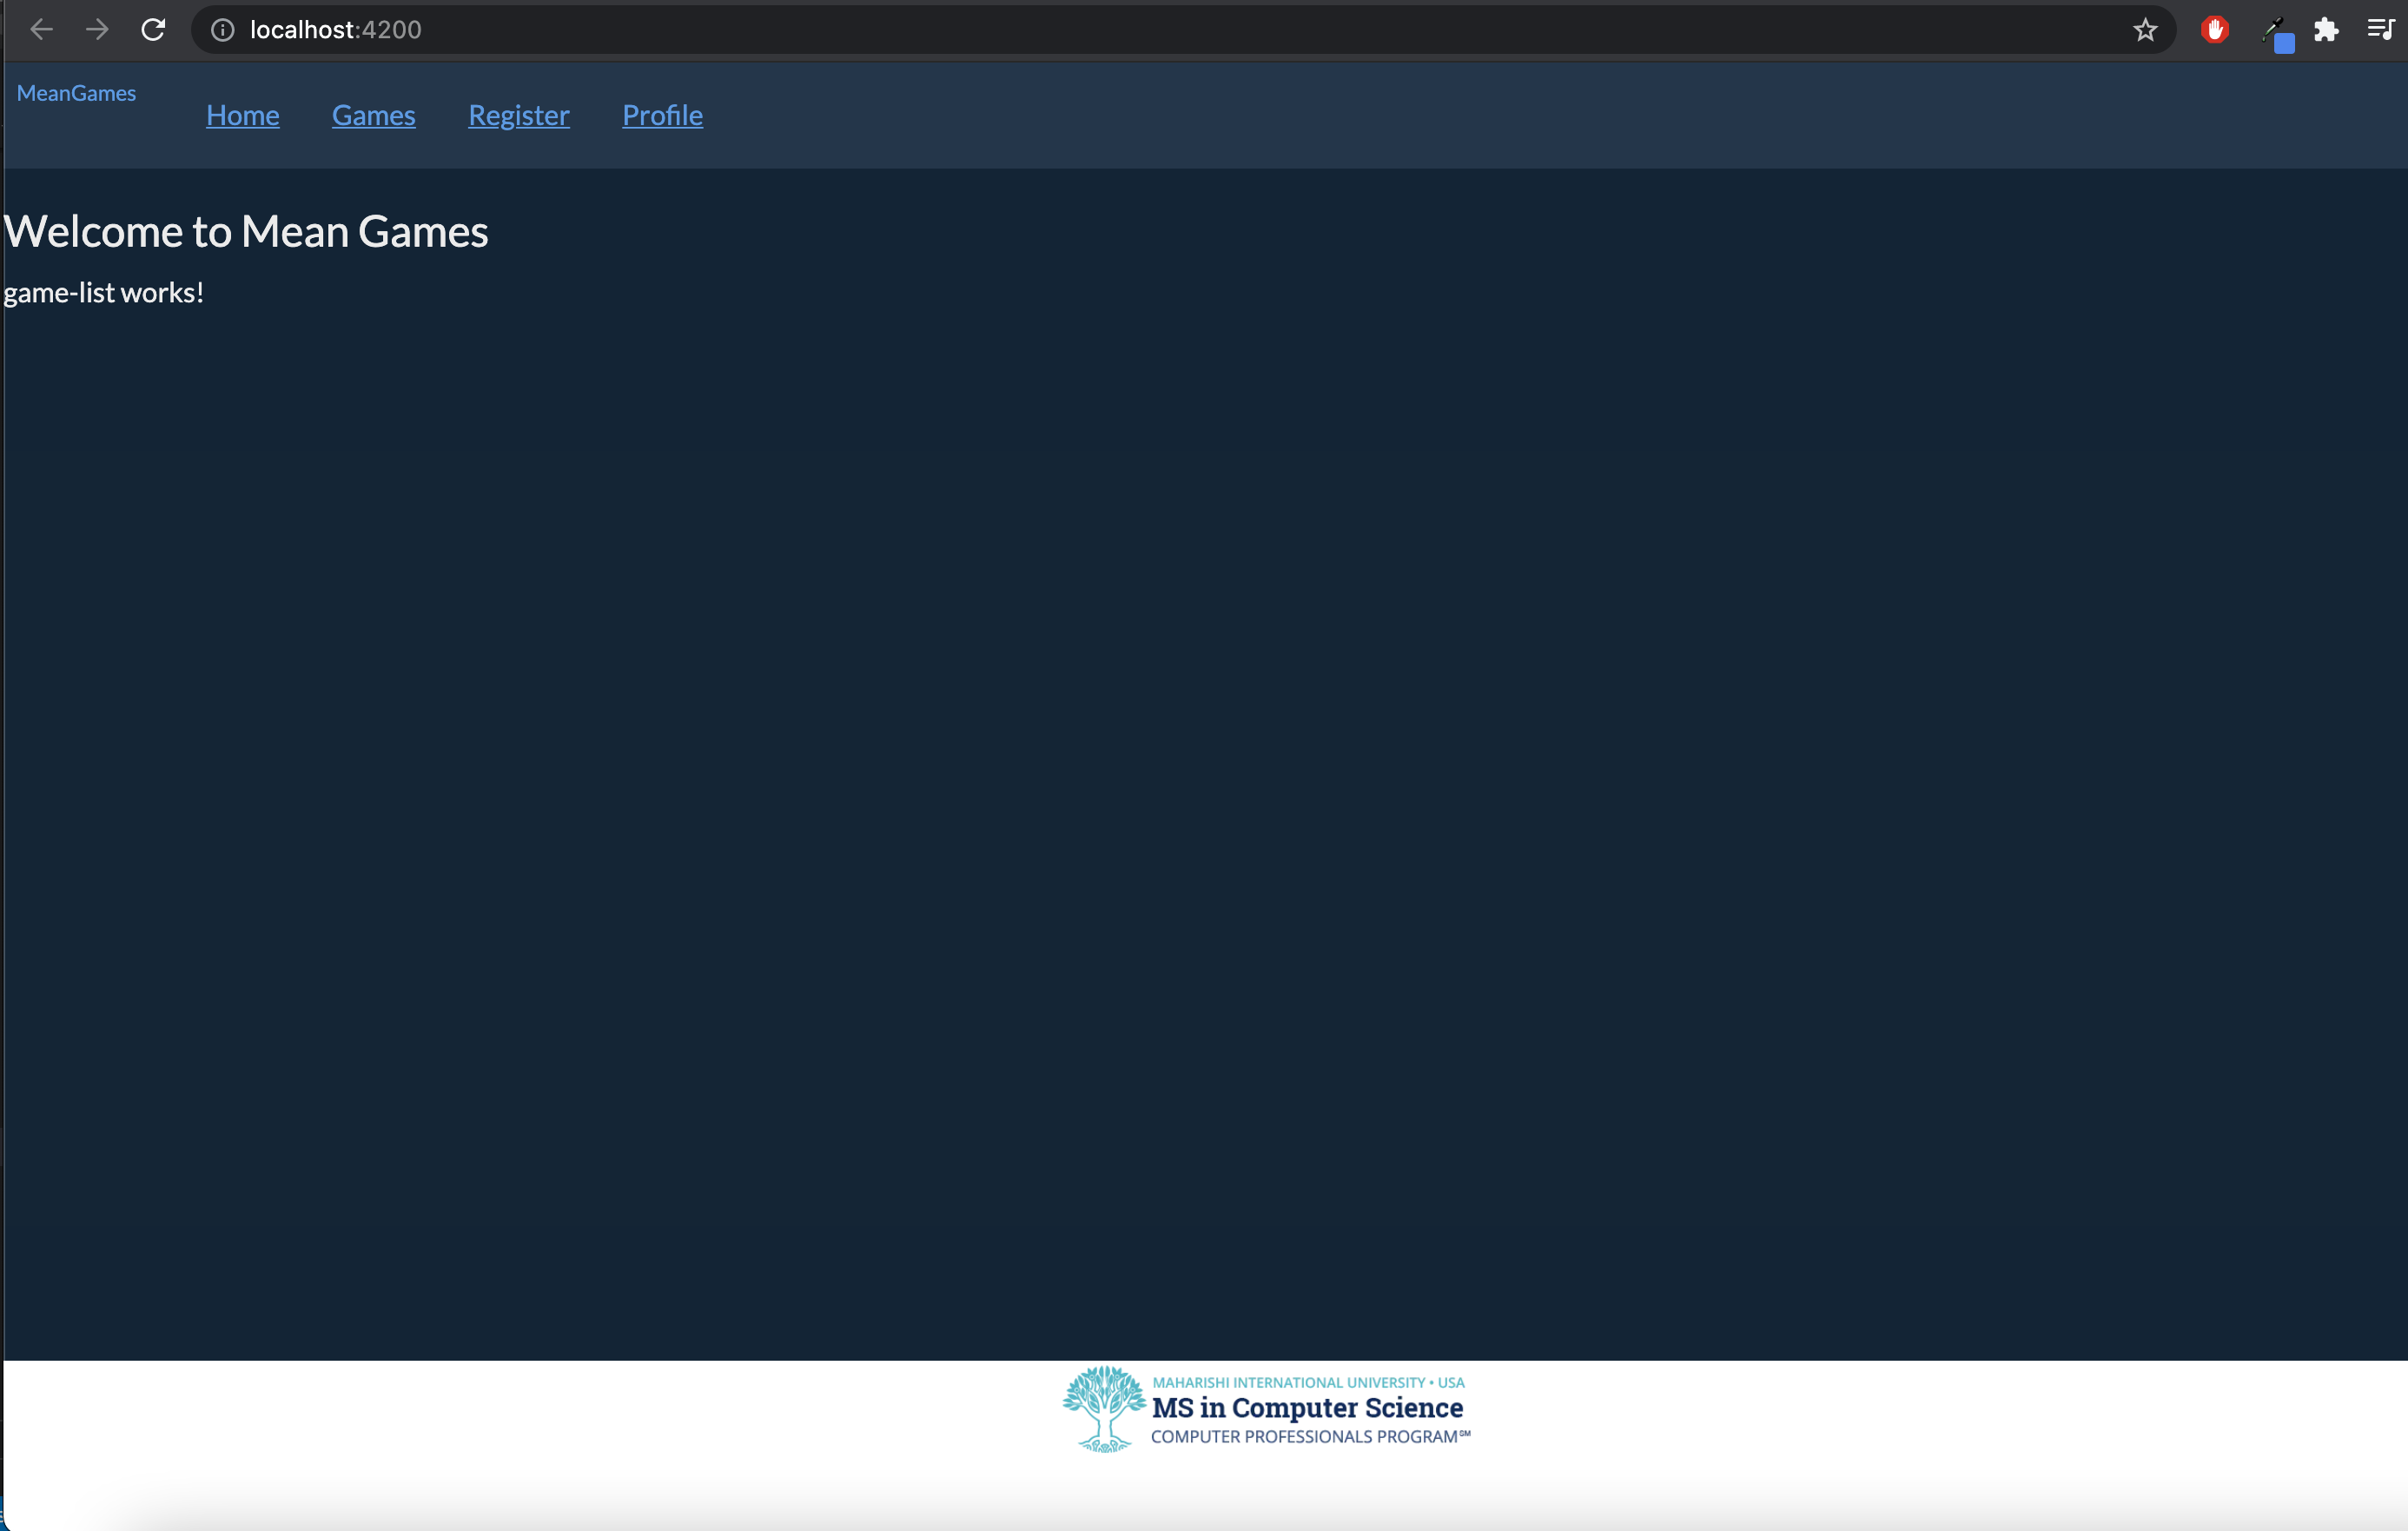 localhost:4200
MeanGames
Home Games Register Profile
Welcome to Mean Games
game-list works!
MAHARISHI INTERNATIONAL UNIVERSITY • USA
MS in Computer Science
COMPUTER PROFESSIONALS PROGRAM℠